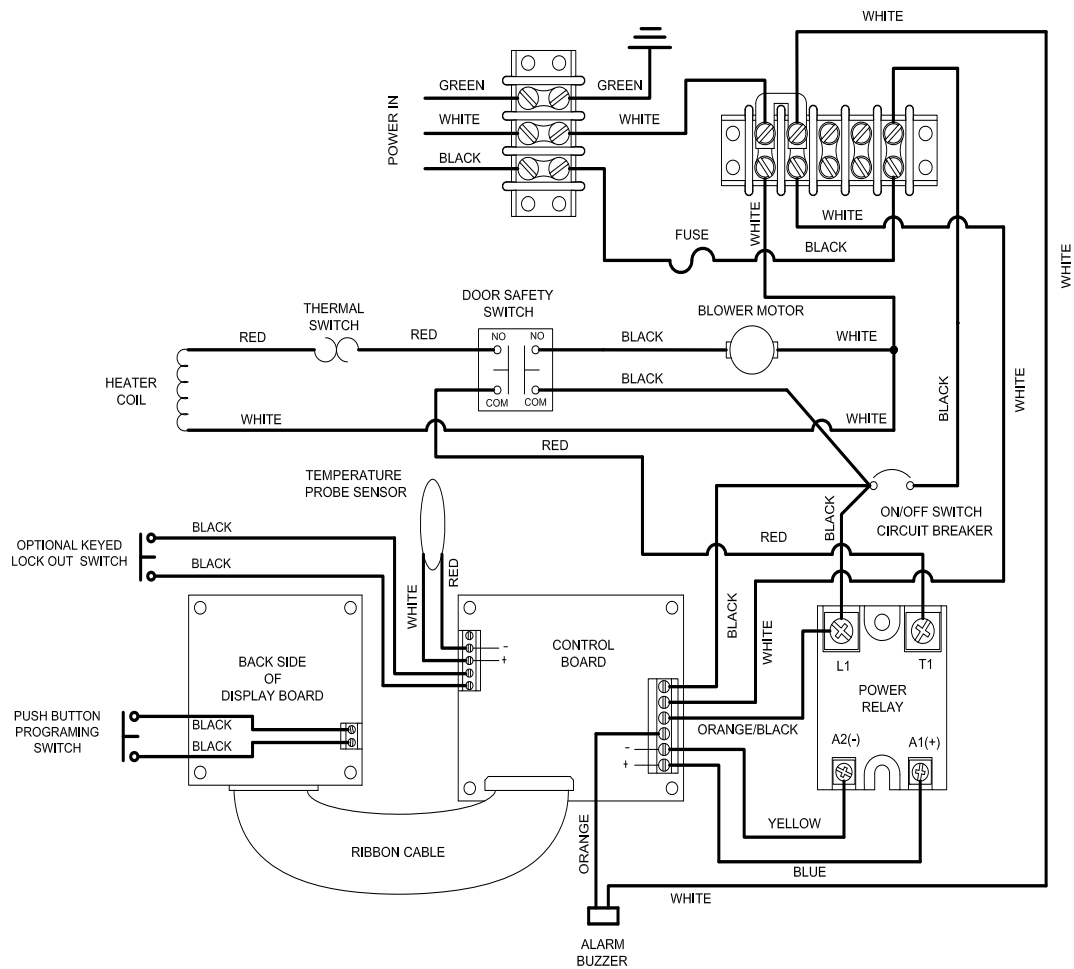 WHITE
GREEN
GREEN
WHITE
WHITE
BLACK
POWER IN
WHITE
WHITE
FUSE
BLACK
WHITE
DOOR SAFETY
SWITCH
THERMAL
SWITCH
BLOWER MOTOR
RED
RED
NO
NO
BLACK
WHITE
HEATER
COIL
COM
COM
BLACK
WHITE
WHITE
BLACK
WHITE
RED
TEMPERATURE
PROBE SENSOR
ON/OFF SWITCH
CIRCUIT BREAKER
BLACK
RED
OPTIONAL KEYED
LOCK OUT SWITCH
BLACK
BLACK
WHITE
RED
BLACK
WHITE
CONTROL
BOARD
-
+
BACK SIDE
OF
DISPLAY BOARD
L1
T1
POWER
RELAY
PUSH BUTTON
PROGRAMING
SWITCH
BLACK
BLACK
ORANGE/BLACK
-
+
A2(-)
A1(+)
YELLOW
BLUE
RIBBON CABLE
ORANGE
WHITE
ALARM
BUZZER